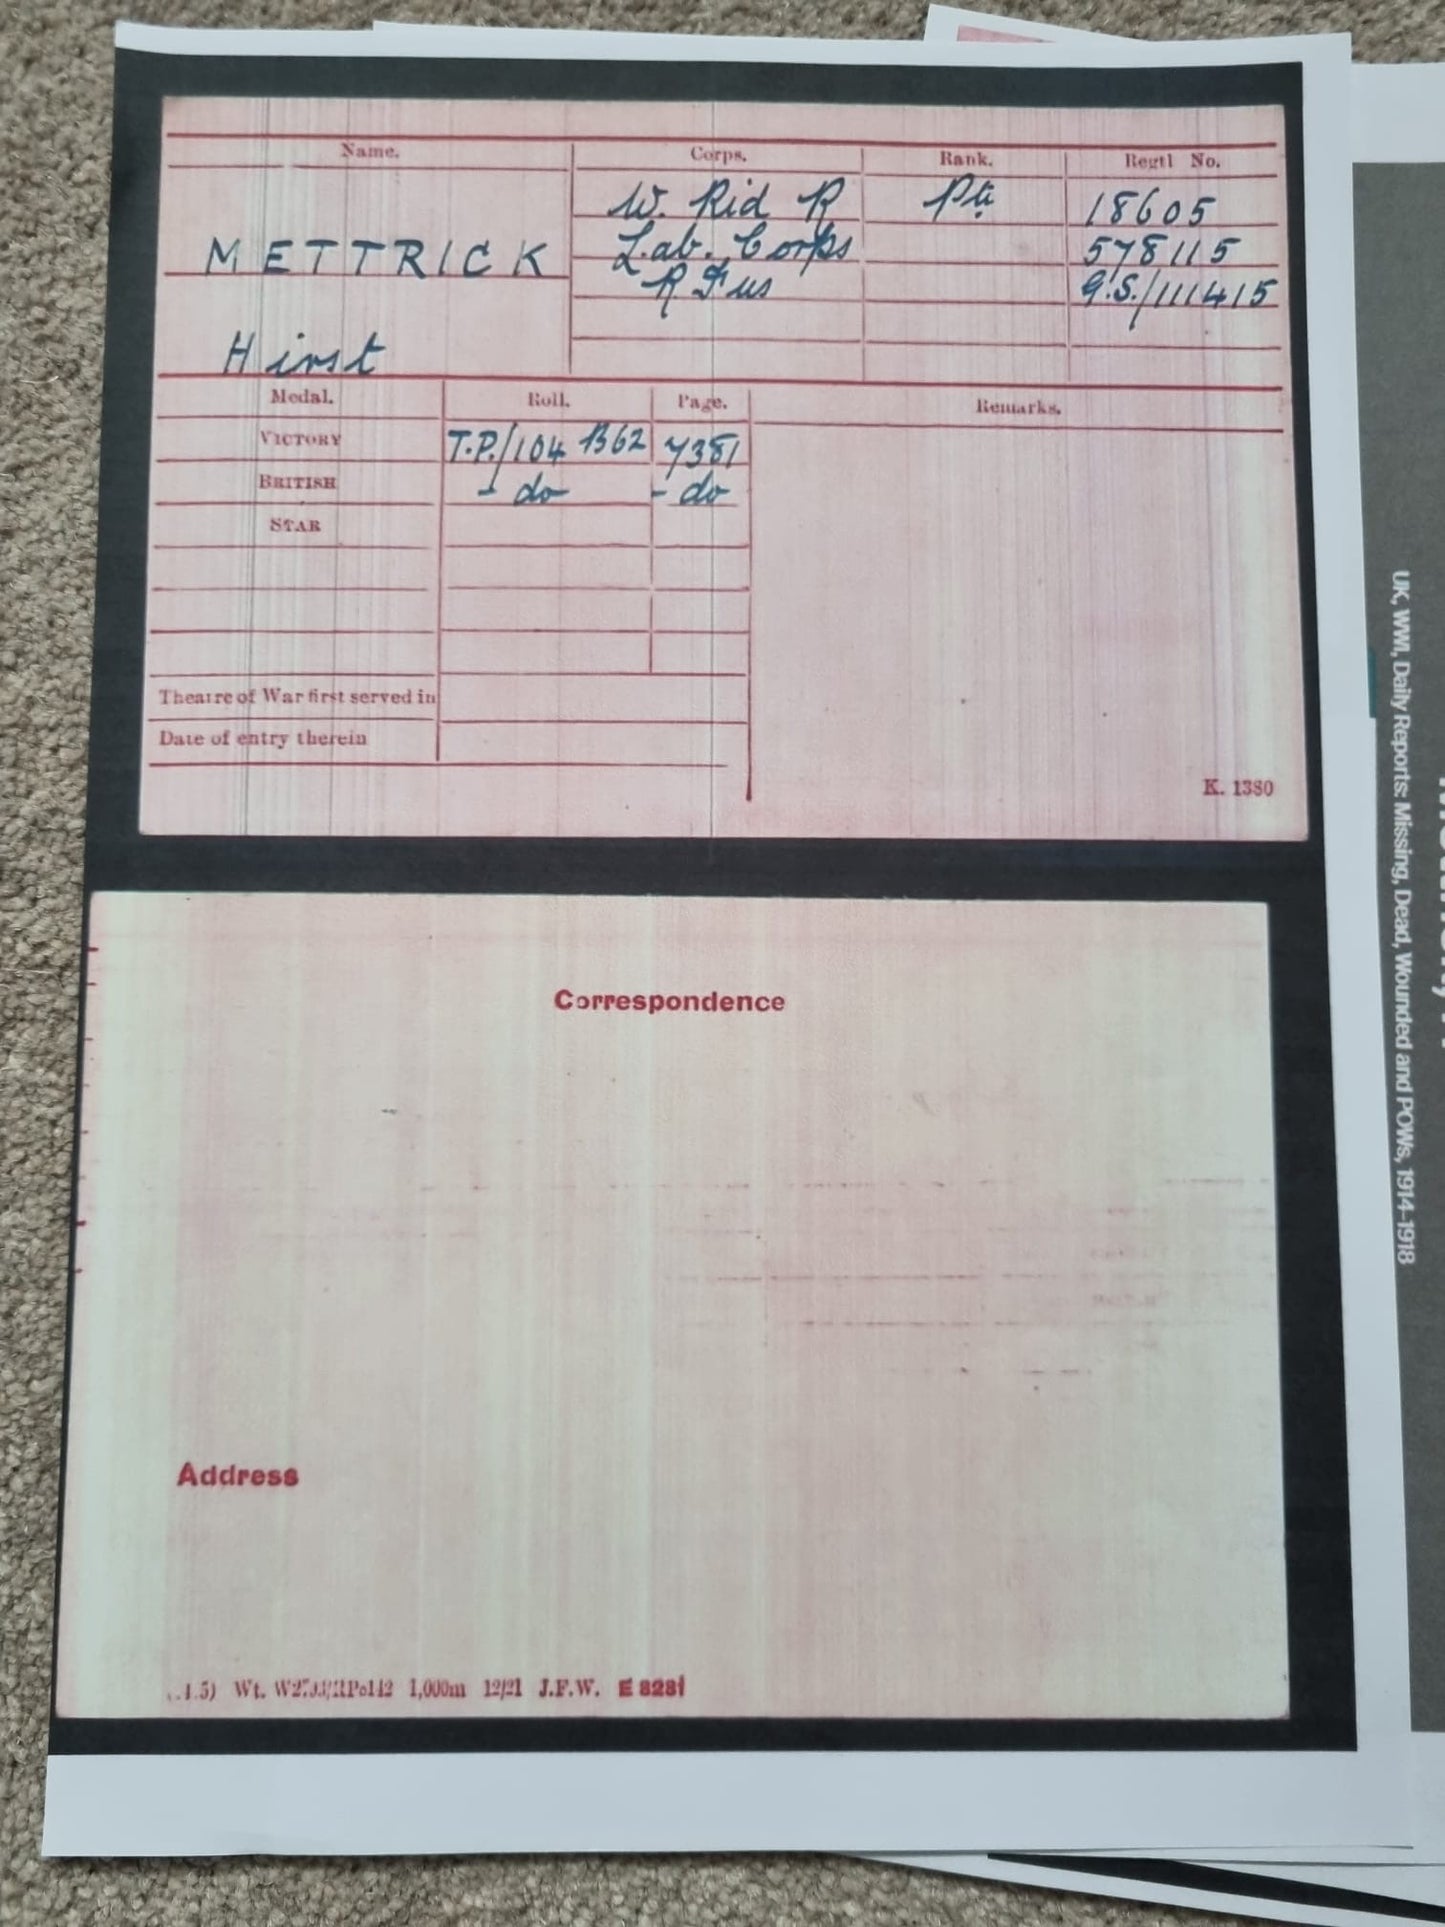 Name.
Corps.
Rank.
Regtl No.
METTRICK
Hirst
W. Rid R
Pte
18605
Lab. Corps
578115
R Fus
G.S./111415
Medal.
Roll.
Page.
Remarks.
VICTORY
T.P./104 B62
7381
BRITISH
- do
- do
STAR
Theatre of War first served in
Date of entry therein
K. 1380
Correspondence
Address
Wt. 1,000m 12/21 J.F.W. E 8281
UK, WWI, Daily Reports: Missing, Dead, Wounded and POWs, 1914-1918